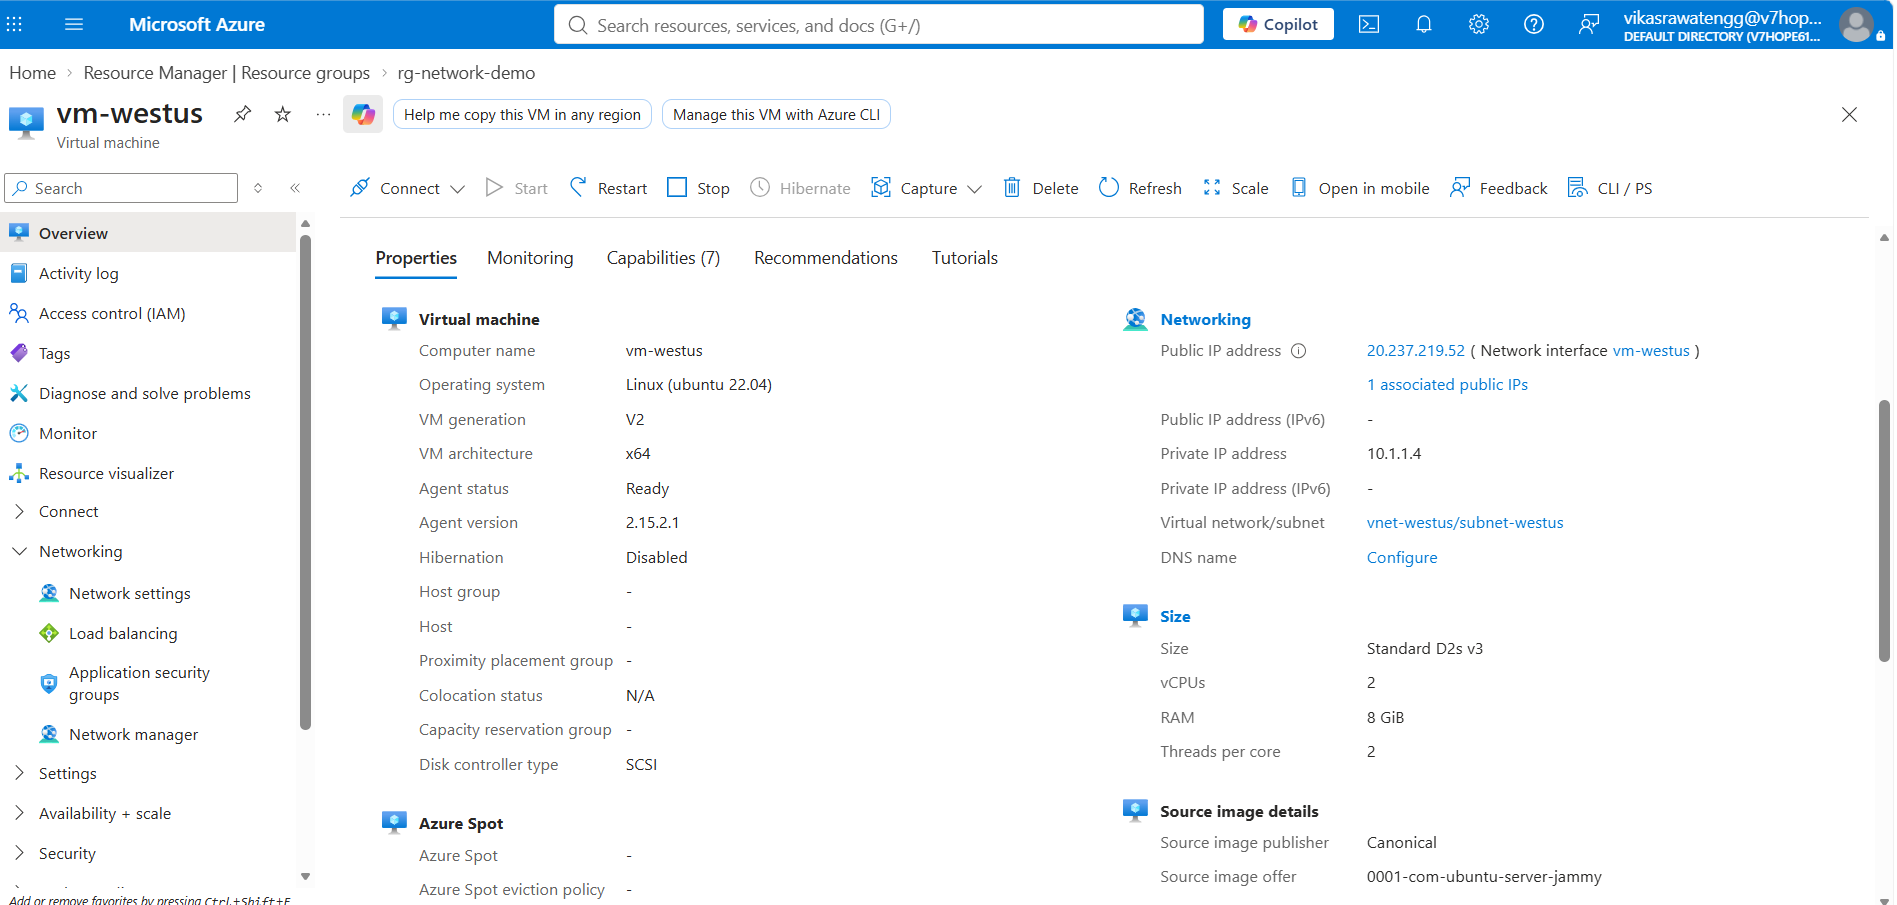 Microsoft Azure
Search resources, services, and docs (G+/)
Copilot
vikasrawatengg@v7hop...
DEFAULT DIRECTORY (V7HOPE61...
Home > Resource Manager | Resource groups > rg-network-demo
vm-westus
Virtual machine
Help me copy this VM in any region
Manage this VM with Azure CLI
Search
Connect
Start
Restart
Stop
Hibernate
Capture
Delete
Refresh
Scale
Open in mobile
Feedback
CLI / PS
Overview
Activity log
Access control (IAM)
Tags
Diagnose and solve problems
Monitor
Resource visualizer
Connect
Networking
Network settings
Load balancing
Application security
groups
Network manager
Settings
Availability + scale
Security
Add or remove favorites by pressing Ctrl+Shift+F
Properties
Monitoring
Capabilities (7)
Recommendations
Tutorials
Virtual machine
Computer name vm-westus
Operating system Linux (ubuntu 22.04)
VM generation V2
VM architecture x64
Agent status Ready
Agent version 2.15.2.1
Hibernation Disabled
Host group -
Host -
Proximity placement group -
Colocation status N/A
Capacity reservation group -
Disk controller type SCSI
Azure Spot
Azure Spot -
Azure Spot eviction policy -
Networking
Public IP address 20.237.219.52 ( Network interface vm-westus )
1 associated public IPs
Public IP address (IPv6) -
Private IP address 10.1.1.4
Private IP address (IPv6) -
Virtual network/subnet vnet-westus/subnet-westus
DNS name Configure
Size
Size Standard D2s v3
vCPUs 2
RAM 8 GiB
Threads per core 2
Source image details
Source image publisher Canonical
Source image offer 0001-com-ubuntu-server-jammy